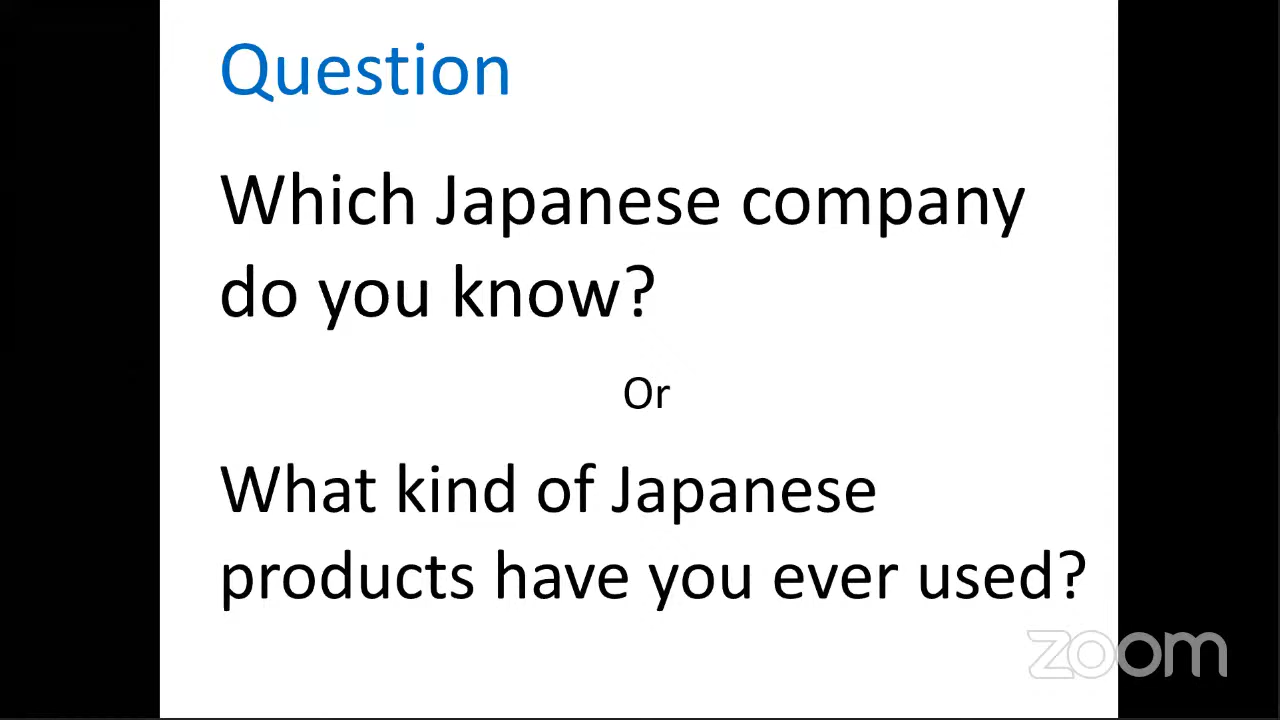 Question
Which Japanese company
do you know?
Or
What kind of Japanese
products have you ever used?
zoom